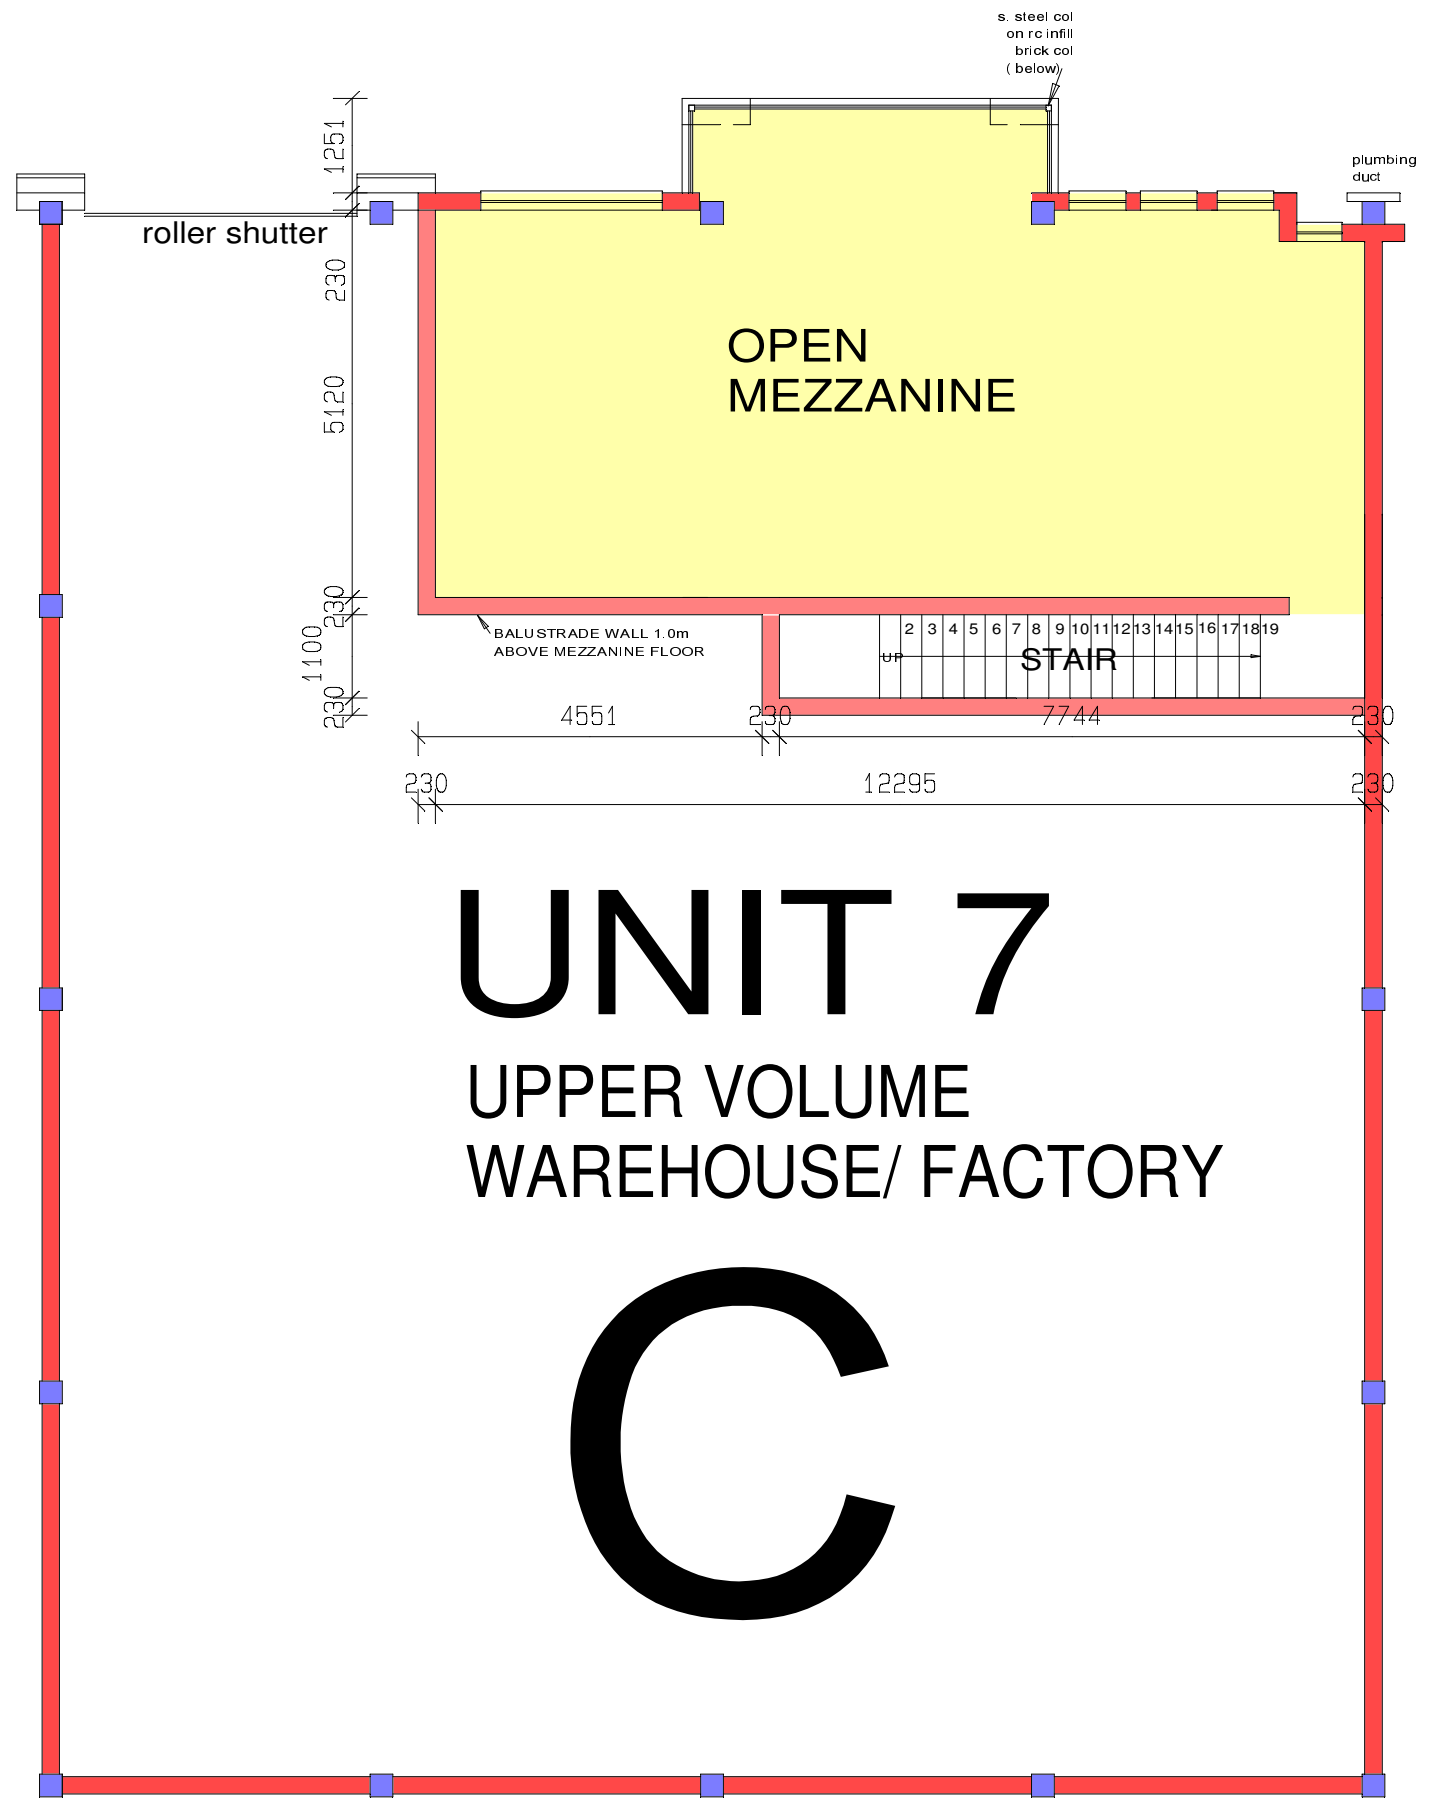 s. steel col
on rc infill
brick col
( below)
plumbing
duct
1251
roller shutter
230
5120
OPEN
MEZZANINE
230
1100
230
BALUSTRADE WALL 1.0m
ABOVE MEZZANINE FLOOR
2 3 4 5 6 7 8 9 10 11 12 13 14 15 16 17 18 19
UP
STAIR
4551 230 7744 230
230 12295 230
UNIT 7
UPPER VOLUME
WAREHOUSE/ FACTORY
C